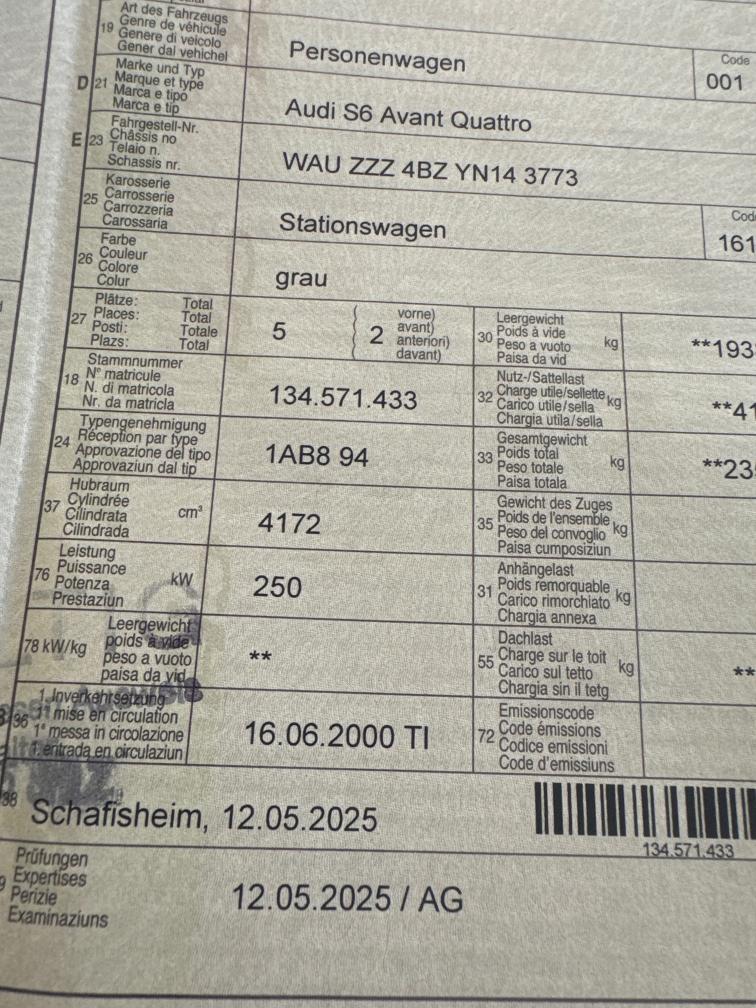 19 Art des Fahrzeugs
Genre de véhicule
Genere di veicolo
Gener dal vehichel
Personenwagen
Code
001
D 21 Marke und Typ
Marque et type
Marca e tipo
Marca e tip
Audi S6 Avant Quattro
E 23 Fahrgestell-Nr.
Châssis no
Telaio n.
Schassis nr.
WAU ZZZ 4BZ YN14 3773
25 Karosserie
Carrosserie
Carrozzeria
Carossaria
Stationswagen
Code
161
26 Farbe
Couleur
Colore
Colur
grau
27 Plätze: Total
Places: Total
Posti: Totale
Plazs: Total
5
( 2 vorne)
( avant)
( anteriori)
( davant)
30 Leergewicht
Poids à vide
Peso a vuoto
Paisa da vid
kg
**193
18 Stammnummer
N° matricule
N. di matricola
Nr. da matricla
134.571.433
32 Nutz-/Sattellast
Charge utile/sellette
Carico utile/sella
Chargia utila/sella
kg
**41
24 Typengenehmigung
Réception par type
Approvazione del tipo
Approvaziun dal tip
1AB8 94
33 Gesamtgewicht
Poids total
Peso totale
Paisa totala
kg
**23
37 Hubraum
Cylindrée
Cilindrata
Cilindrada
cm³
4172
35 Gewicht des Zuges
Poids de l'ensemble
Peso del convoglio
Paisa cumposiziun
kg
76 Leistung
Puissance
Potenza
Prestaziun
kW
250
31 Anhängelast
Poids remorquable
Carico rimorchiato
Chargia annexa
kg
78 kW/kg Leergewicht
poids à vide
peso a vuoto
paisa da vid
**
55 Dachlast
Charge sur le toit
Carico sul tetto
Chargia sin il tetg
kg
**
36 1. Inverkehrsetzung
1re mise en circulation
1a messa in circolazione
1. entrada en circulaziun
16.06.2000 TI
72 Emissionscode
Code émissions
Codice emissioni
Code d'emissiuns
38 Schafisheim, 12.05.2025
134.571.433
Prüfungen
Expertises
Perizie
Examinaziuns
12.05.2025 / AG